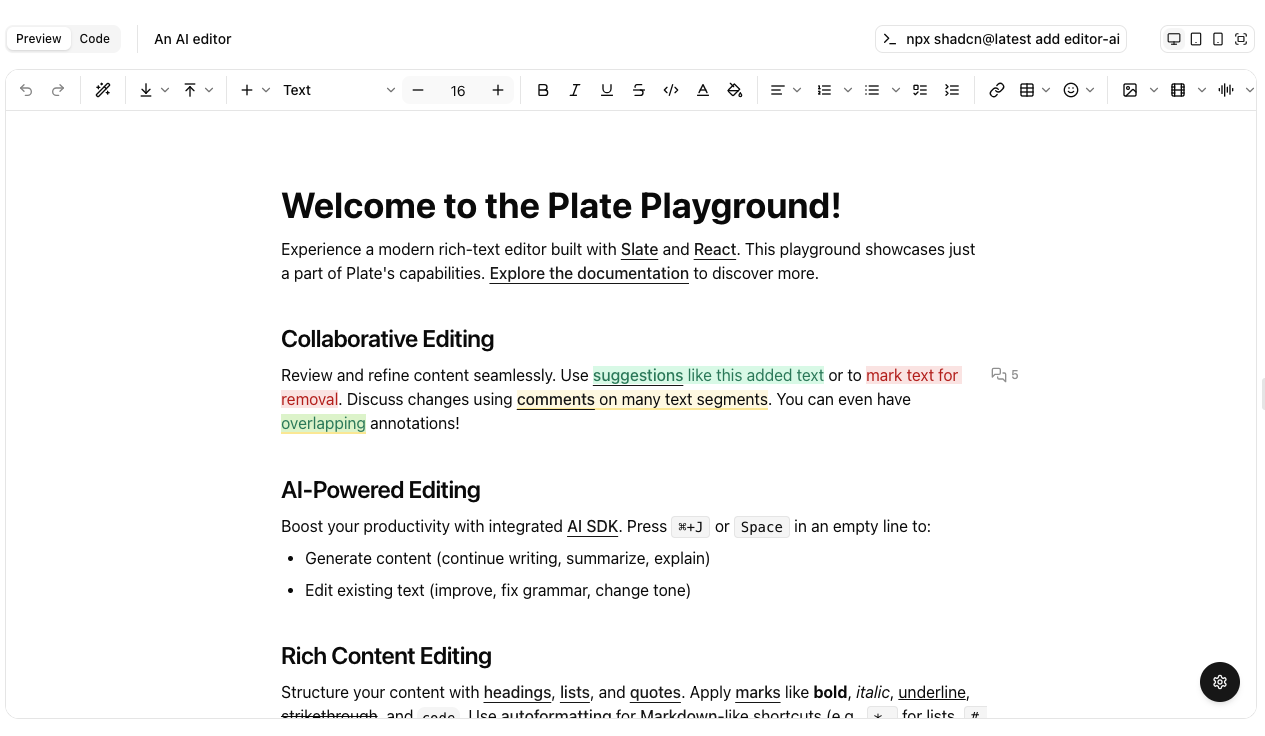 Preview Code An AI editor npx shadcn@latest add editor-ai
Text 16
Welcome to the Plate Playground!
Experience a modern rich-text editor built with Slate and React. This playground showcases just
a part of Plate's capabilities. Explore the documentation to discover more.
Collaborative Editing
Review and refine content seamlessly. Use suggestions like this added text or to mark text for
5
removal. Discuss changes using comments on many text segments. You can even have
overlapping annotations!
AI-Powered Editing
Boost your productivity with integrated AI SDK. Press ⌘+J or Space in an empty line to:
• Generate content (continue writing, summarize, explain)
• Edit existing text (improve, fix grammar, change tone)
Rich Content Editing
Structure your content with headings, lists, and quotes. Apply marks like bold, italic, underline,
strikethrough, and code. Use autoformatting for Markdown-like shortcuts (e.g., * for lists, #